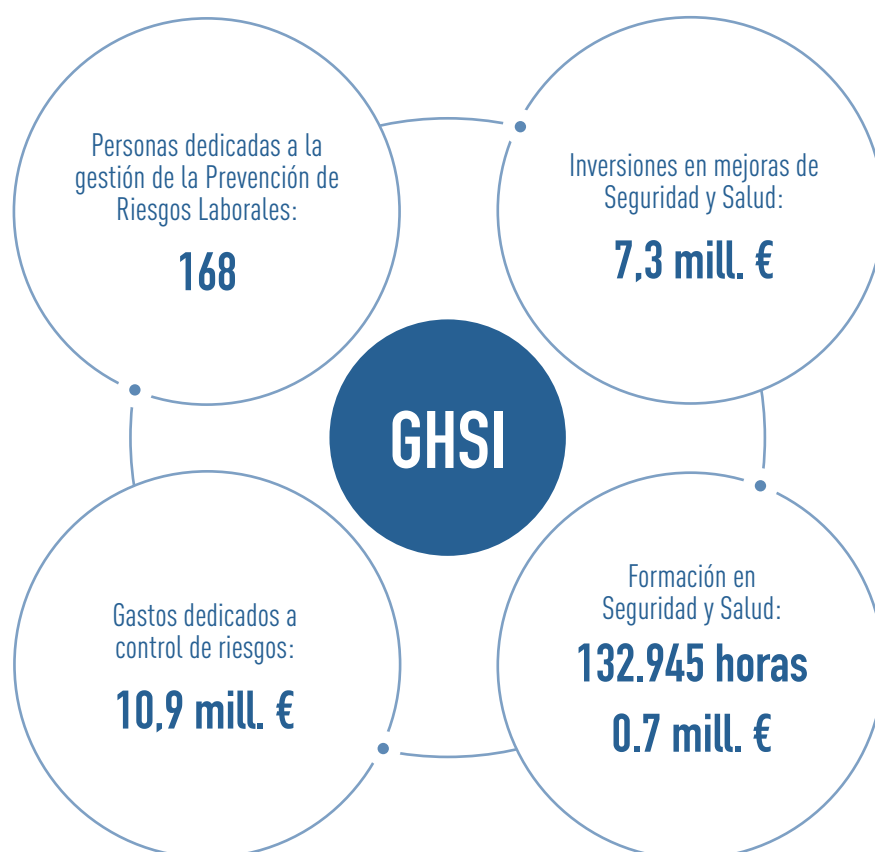 Personas dedicadas a la
gestión de la Prevención de
Riesgos Laborales:
168
Inversiones en mejoras de
Seguridad y Salud:
7,3 mill. €
GHSI
Gastos dedicados a
control de riesgos:
10,9 mill. €
Formación en
Seguridad y Salud:
132.945 horas
0.7 mill. €